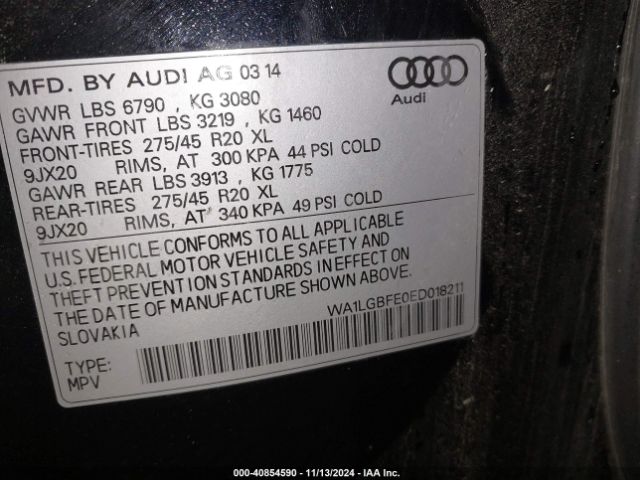 MFD. BY AUDI AG 03 14
GVWR LBS 6790 , KG 3080
GAWR FRONT LBS 3219 , KG 1460
FRONT-TIRES 275/45 R20 XL
9JX20 RIMS, AT 300 KPA 44 PSI COLD
GAWR REAR LBS 3913 , KG 1775
REAR-TIRES 275/45 R20 XL
9JX20 RIMS, AT 340 KPA 49 PSI COLD
THIS VEHICLE CONFORMS TO ALL APPLICABLE
U.S. FEDERAL MOTOR VEHICLE SAFETY AND
THEFT PREVENTION STANDARDS IN EFFECT ON
THE DATE OF MANUFACTURE SHOWN ABOVE.
SLOVAKIA
WA1LGBFE0ED018211
TYPE:
MPV
Audi
00-40854590 - 11/13/2024 - IAA Inc.